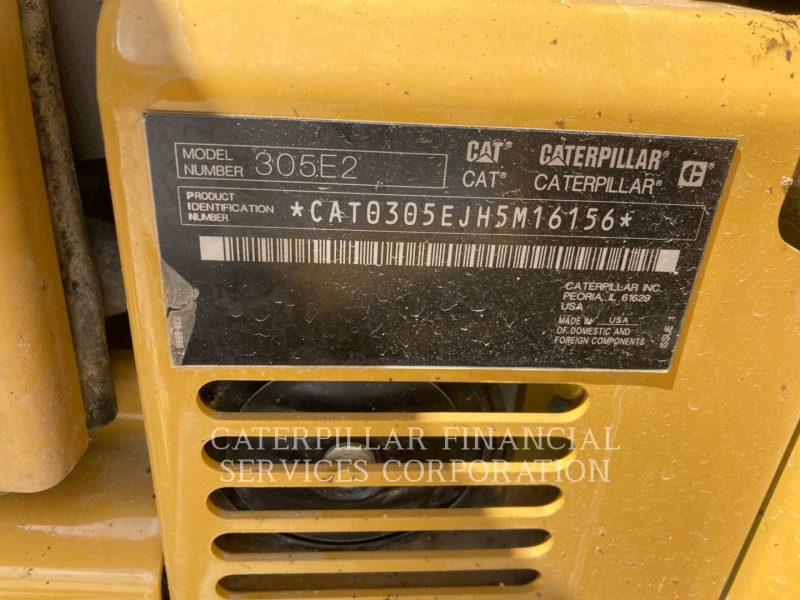 MODEL NUMBER 305E2
CAT® CATERPILLAR® C
CAT® CATERPILLAR®
PRODUCT IDENTIFICATION NUMBER *CAT0305EJH5M16156*
CATERPILLAR INC.
PEORIA, IL 61629
USA
MADE IN USA
OF DOMESTIC AND
FOREIGN COMPONENTS
ISSUE 1
CATERPILLAR FINANCIAL
SERVICES CORPORATION